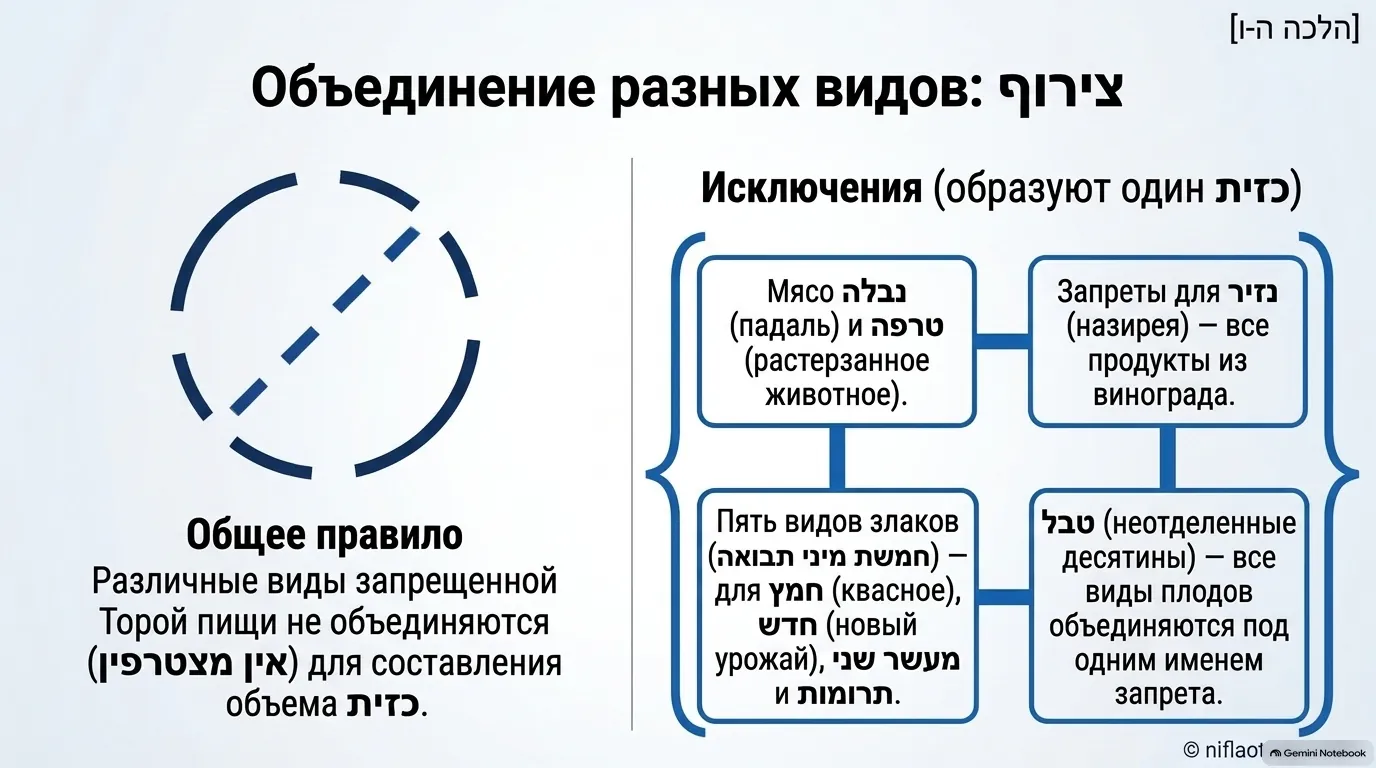 [הלכה ה-ו]
Объединение разных видов: צירוף
Общее правило
Различные виды запрещенной
Торой пищи не объединяются
(אין מצטרפין) для составления
объема כזית.
Исключения (образуют один כזית)
Мясо נבלה
(падаль) и טרפה
(растерзанное
животное).
Запреты для נזיר
(назирея) — все
продукты из
винограда.
Пять видов злаков
(חמשת מיני תבואה) —
для חמץ (квасное),
חדש (новый
урожай), מעשר שני
и תרומות.
טבל (неотделенные
десятины) — все
виды плодов
объединяются под
одним именем
запрета.
© niflaot
Gemini Notebook